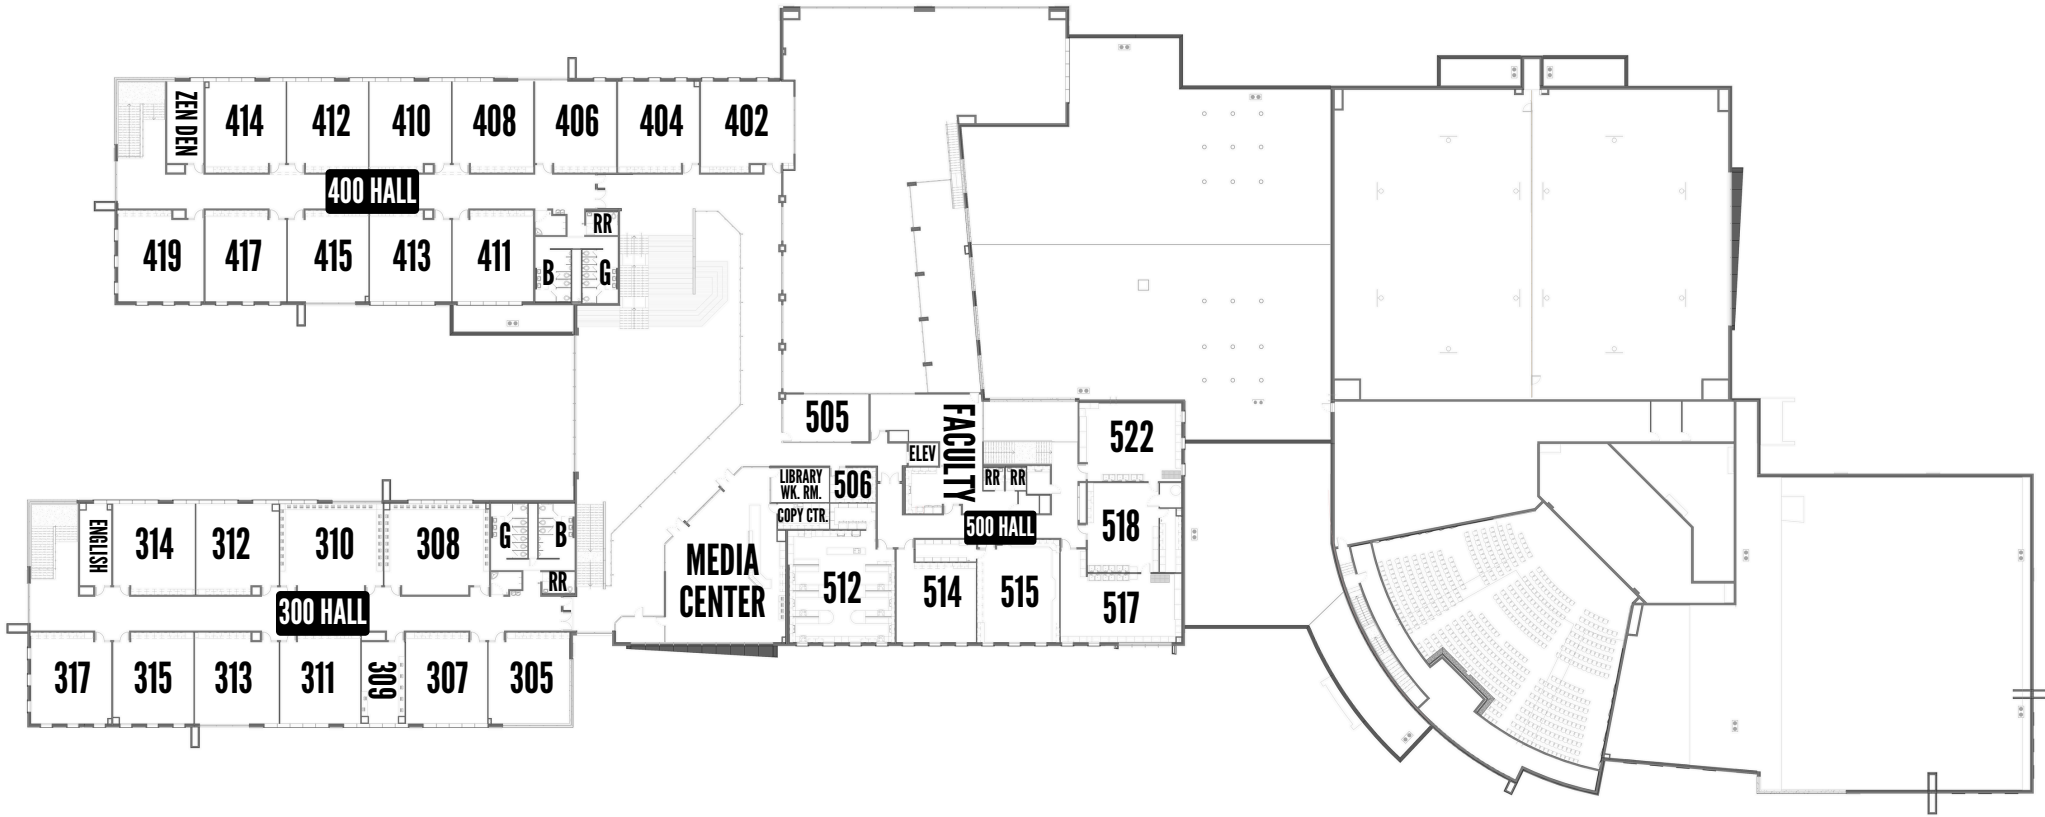 ZEN DEN
414
412
410
408
406
404
402
400 HALL
419
417
415
413
411
RR
B
G
505
FACULTY
522
ELEV
LIBRARY
WK. RM.
506
RR
RR
COPY CTR.
500 HALL
518
MEDIA
CENTER
512
514
515
517
ENGLISH
314
312
310
308
G
B
RR
300 HALL
317
315
313
311
309
307
305